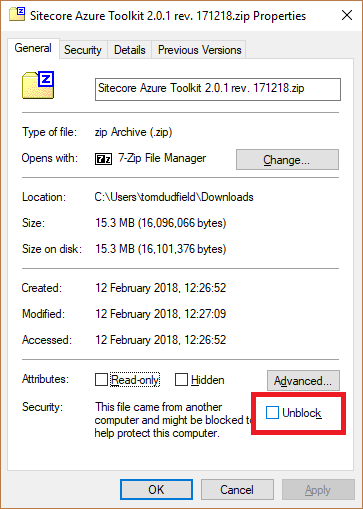 Sitecore Azure Toolkit 2.0.1 rev. 171218.zip Properties
General Security Details Previous Versions
Z
Sitecore Azure Toolkit 2.0.1 rev. 171218.zip
Type of file: zip Archive (.zip)
Opens with: 7z 7-Zip File Manager Change...
Location: C:\Users\tomdudfield\Downloads
Size: 15.3 MB (16,096,066 bytes)
Size on disk: 15.3 MB (16,101,376 bytes)
Created: 12 February 2018, 12:26:52
Modified: 12 February 2018, 12:27:09
Accessed: 12 February 2018, 12:26:52
Attributes: Read-only Hidden Advanced...
Security: This file came from another
computer and might be blocked to
help protect this computer.
Unblock
OK Cancel Apply